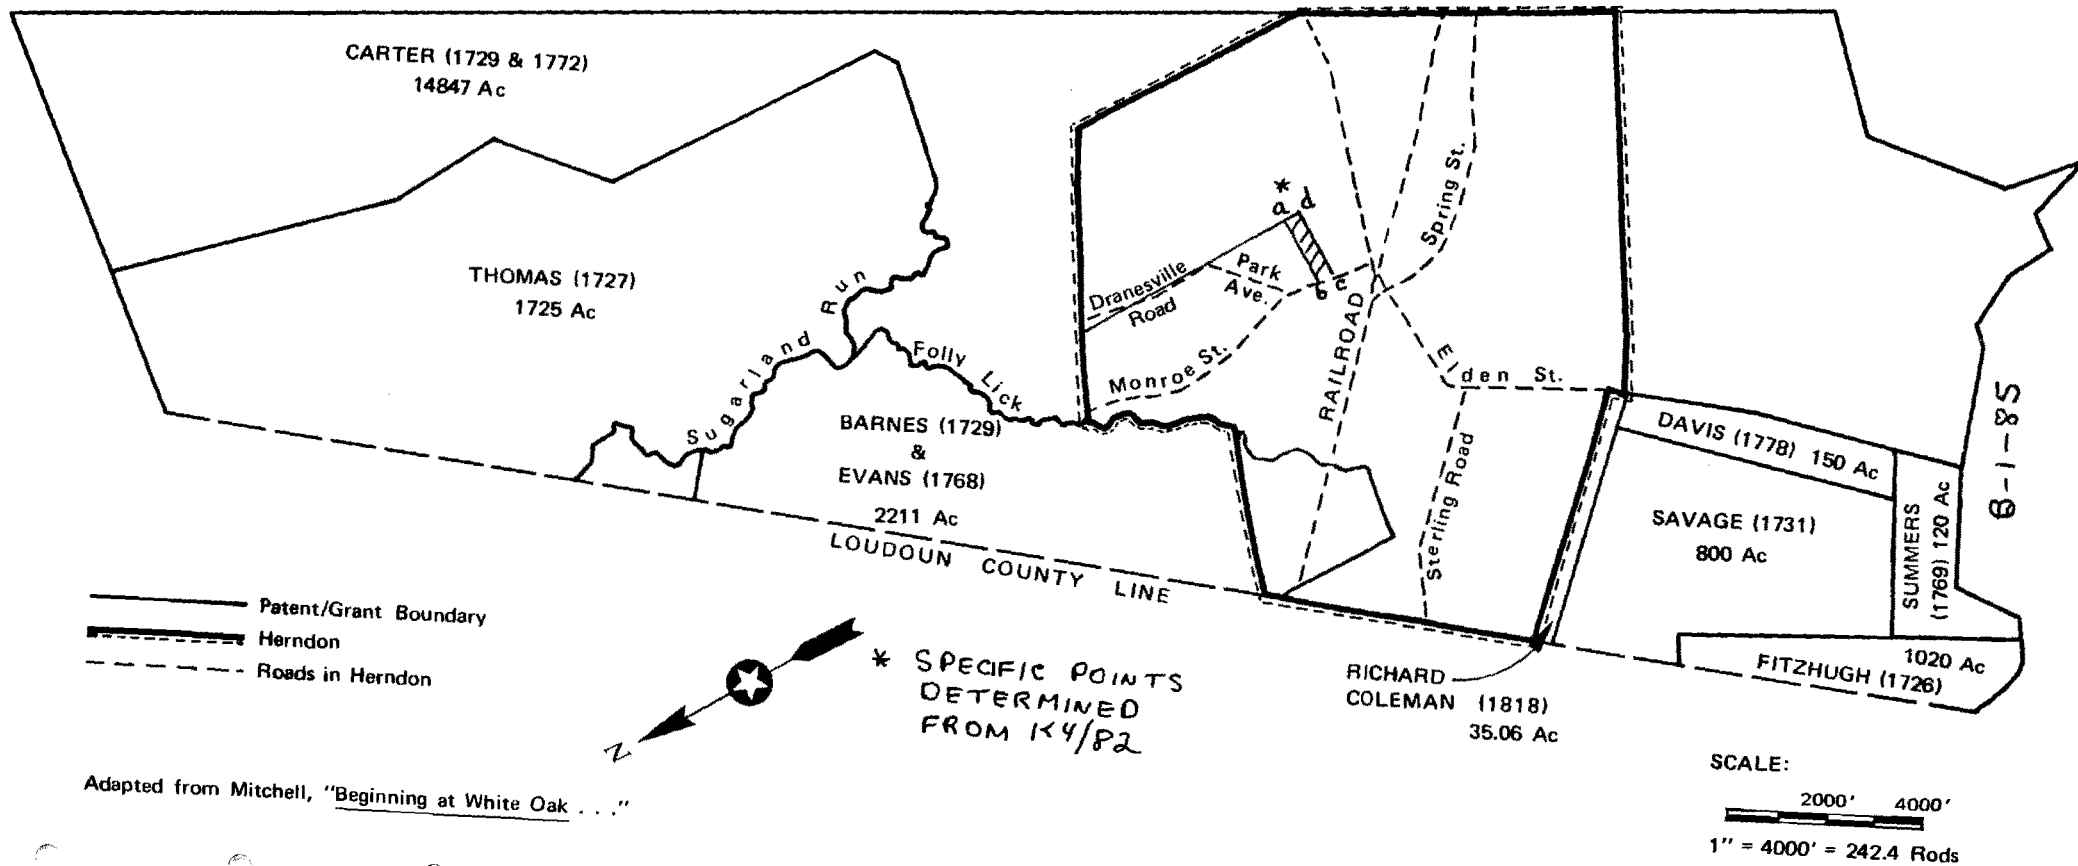 CARTER (1729 & 1772)
14847 Ac
THOMAS (1727)
1725 Ac
Sugarland Run
Folly Lick
BARNES (1729)
&
EVANS (1768)
2211 Ac
LOUDOUN COUNTY LINE
*
a d
b c
Dranesville
Road
Park
Ave.
Monroe St.
RAILROAD
Spring St.
Elden St.
Sterling Road
DAVIS (1778) 150 Ac
SAVAGE (1731)
800 Ac
SUMMERS
(1769) 120 Ac
8-1-85
1020 Ac
FITZHUGH (1726)
RICHARD
COLEMAN (1818)
35.06 Ac
Patent/Grant Boundary
Herndon
Roads in Herndon
N
* SPECIFIC POINTS
DETERMINED
FROM K4/82
Adapted from Mitchell, "Beginning at White Oak . . ."
SCALE:
2000' 4000'
1" = 4000' = 242.4 Rods